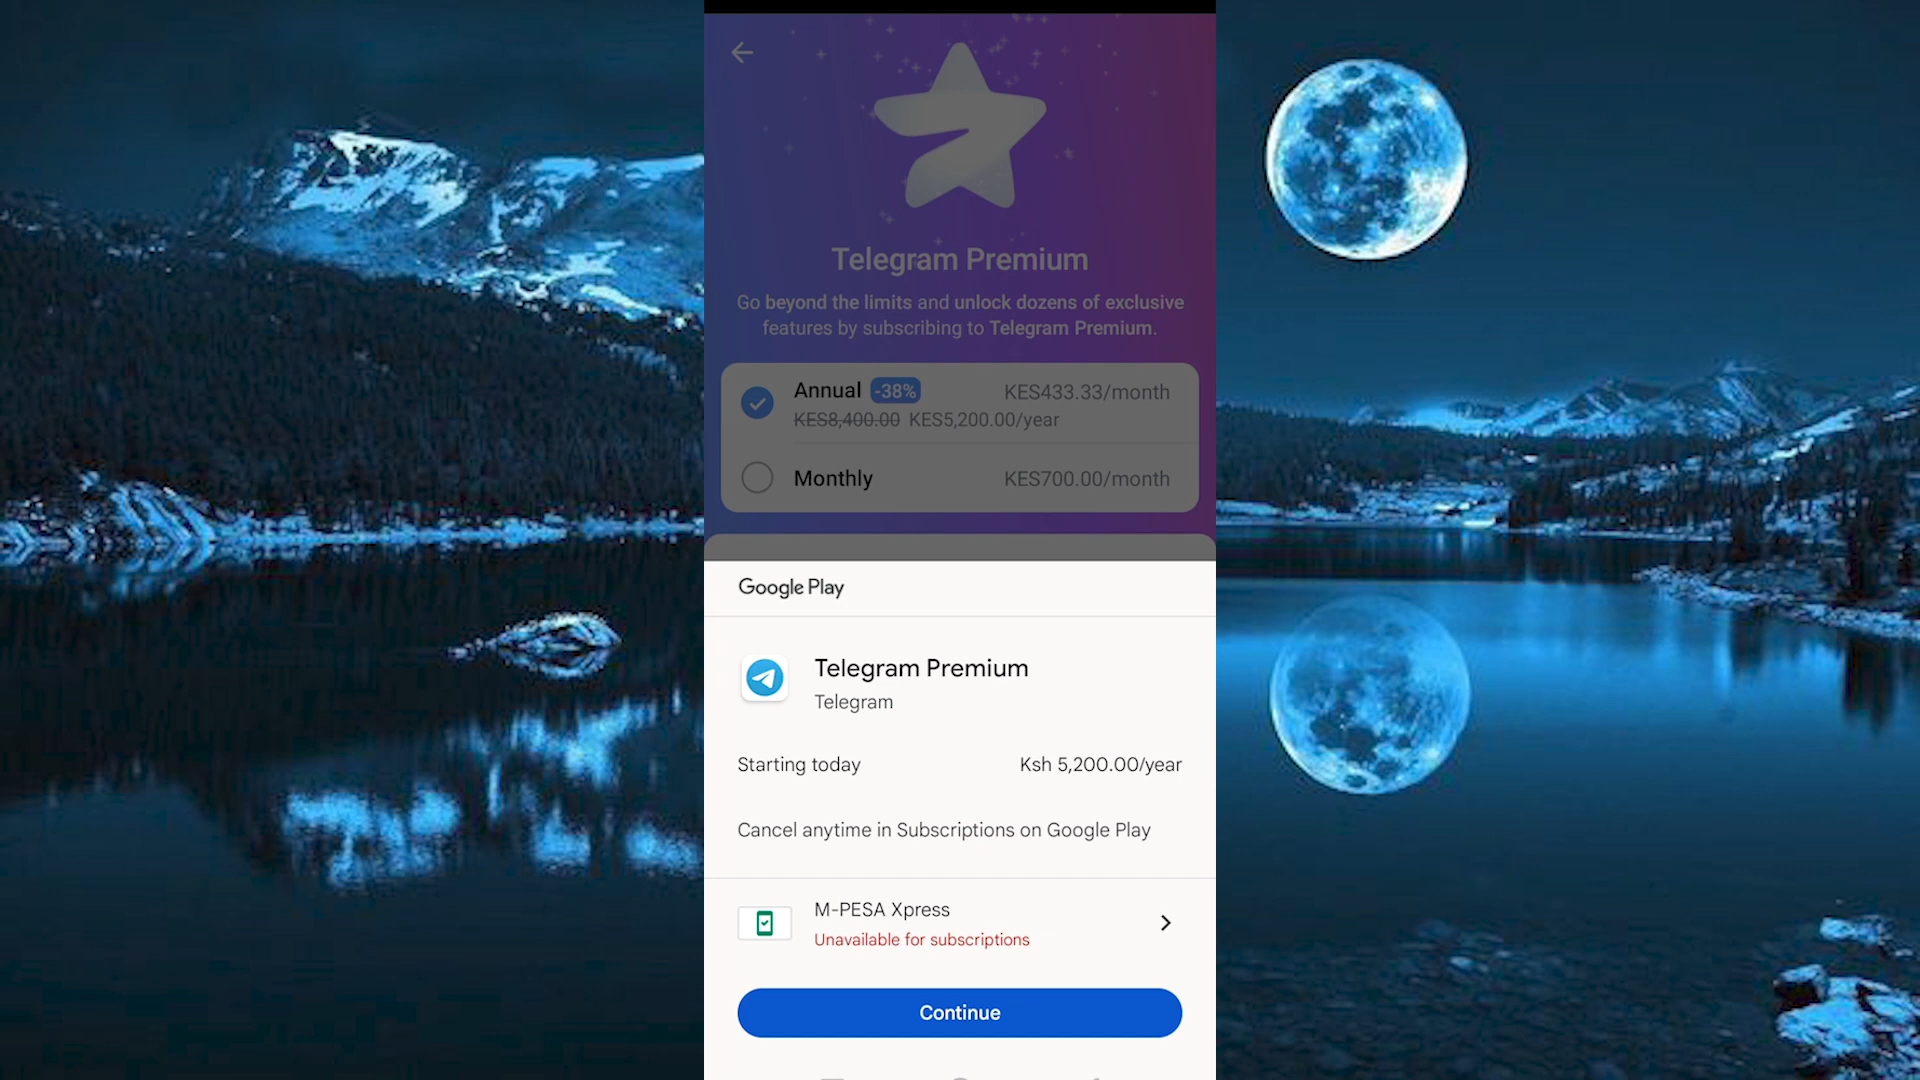 Telegram Premium
Go beyond the limits and unlock dozens of exclusive
features by subscribing to Telegram Premium.
Annual -38% KES433.33/month
KES8,400.00 KES5,200.00/year
Monthly KES700.00/month
Google Play
Telegram Premium
Telegram
Starting today Ksh 5,200.00/year
Cancel anytime in Subscriptions on Google Play
M-PESA Xpress
Unavailable for subscriptions
Continue